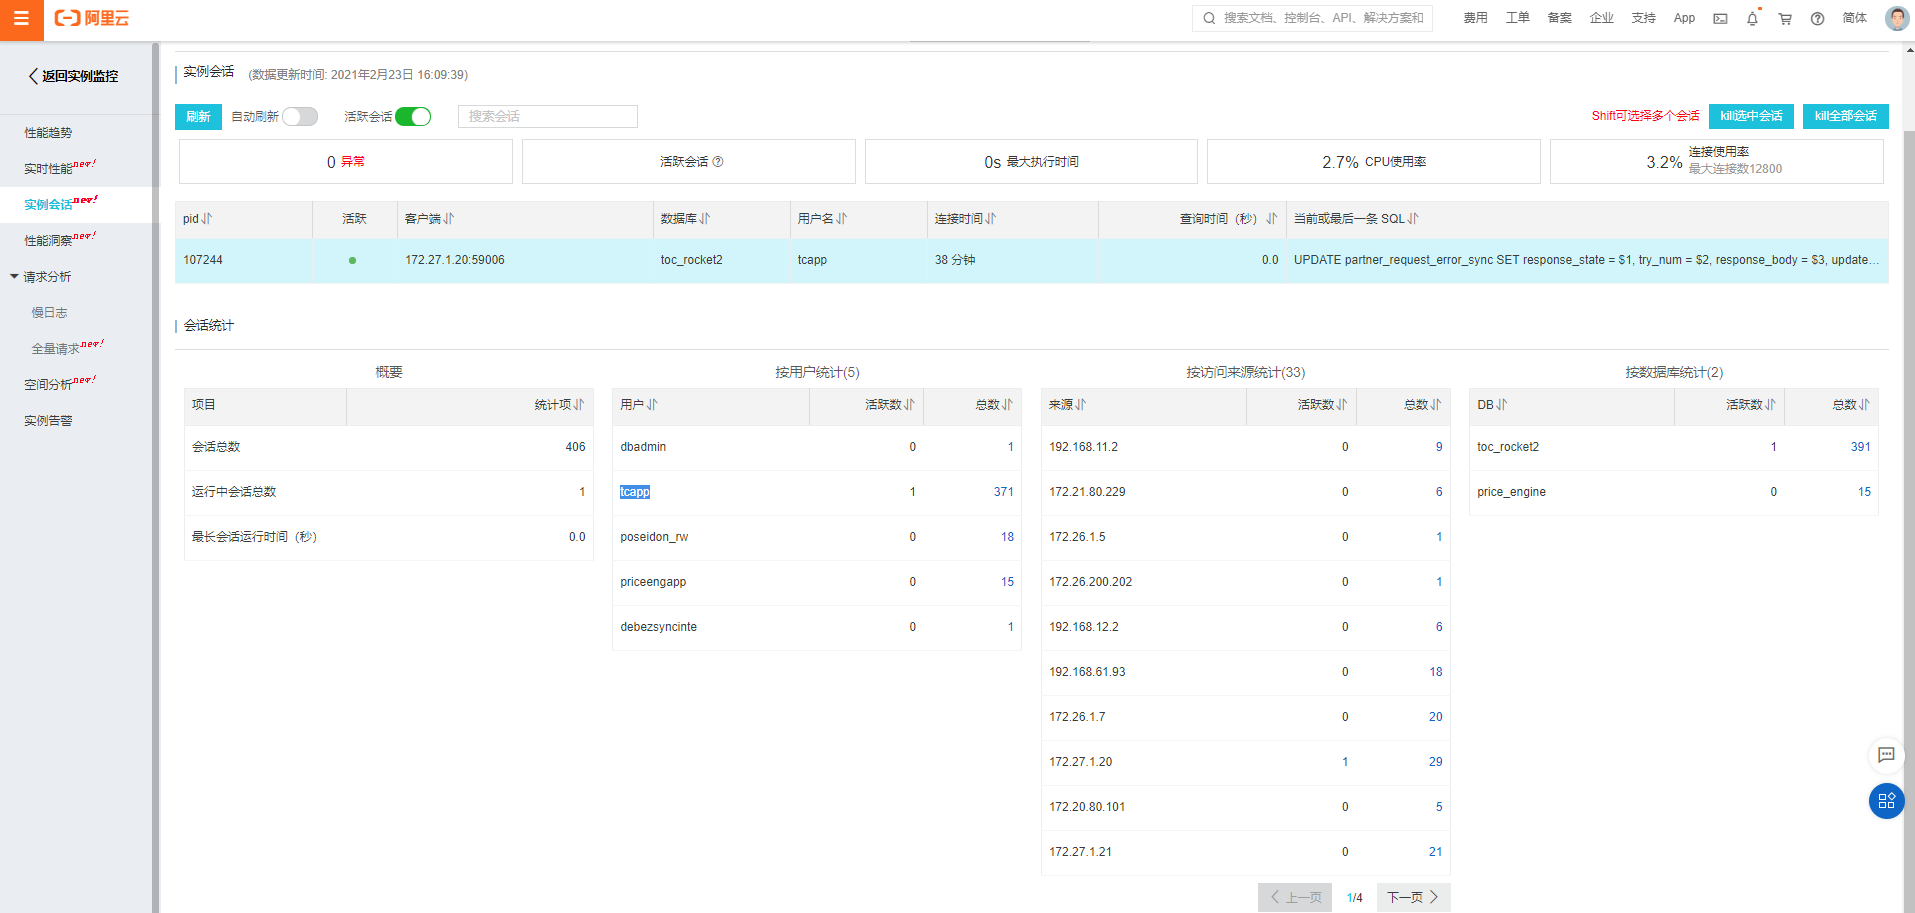 阿里云
搜索文档、控制台、API、解决方案和
费用 工单 备案 企业 支持 App 简体
返回实例监控
性能趋势
实时性能 new!
实例会话 new!
性能洞察 new!
请求分析
慢日志
全量请求 new!
空间分析 new!
实例告警
实例会话 (数据更新时间: 2021年2月23日 16:09:39)
刷新 自动刷新 活跃会话 搜索会话 Shift可选择多个会话 kill选中会话 kill全部会话
0 异常
活跃会话
0s 最大执行时间
2.7% CPU使用率
3.2% 连接使用率
最大连接数12800
pid 活跃 客户端 数据库 用户名 连接时间 查询时间（秒） 当前或最后一条 SQL
107244 172.27.1.20:59006 toc_rocket2 tcapp 38 分钟 0.0 UPDATE partner_request_error_sync SET response_state = $1, try_num = $2, response_body = $3, update...
会话统计
概要
项目 统计项
会话总数 406
运行中会话总数 1
最长会话运行时间（秒） 0.0
按用户统计(5)
用户 活跃数 总数
dbadmin 0 1
tcapp 1 371
poseidon_rw 0 18
priceengapp 0 15
debezsyncinte 0 1
按访问来源统计(33)
来源 活跃数 总数
192.168.11.2 0 9
172.21.80.229 0 6
172.26.1.5 0 1
172.26.200.202 0 1
192.168.12.2 0 6
192.168.61.93 0 18
172.26.1.7 0 20
172.27.1.20 1 29
172.20.80.101 0 5
172.27.1.21 0 21
上一页 1/4 下一页
按数据库统计(2)
DB 活跃数 总数
toc_rocket2 1 391
price_engine 0 15